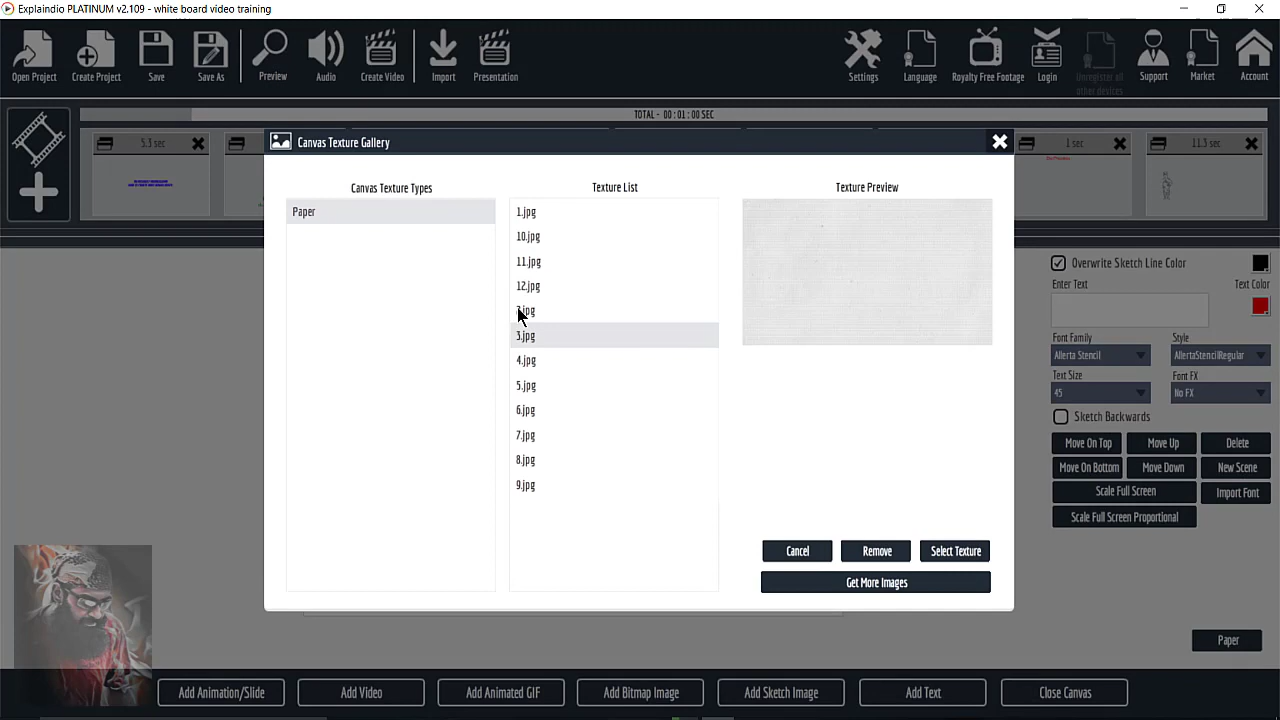 Explaindio PLATINUM v2.109 - white board video training
Open Project
Create Project
Save
Save As
Preview
Audio
Create Video
Import
Presentation
Settings
Language
Royalty Free Footage
Login
Unregister all
other devices
Support
Market
Account
TOTAL - 00 : 01 : 00 SEC
5.3 sec
1 sec
11.3 sec
Canvas Texture Gallery
Canvas Texture Types
Texture List
Texture Preview
Paper
1.jpg
10.jpg
11.jpg
12.jpg
3.jpg
4.jpg
5.jpg
6.jpg
7.jpg
8.jpg
9.jpg
Cancel
Remove
Select Texture
Get More Images
Overwrite Sketch Line Color
Enter Text
Text Color
Font Family
Style
Allerta Stencil
AllertaStencilRegular
Text Size
Font FX
45
No FX
Sketch Backwards
Move On Top
Move Up
Delete
Move On Bottom
Move Down
New Scene
Scale Full Screen
Import Font
Scale Full Screen Proportional
Paper
Add Animation/Slide
Add Video
Add Animated GIF
Add Bitmap Image
Add Sketch Image
Add Text
Close Canvas